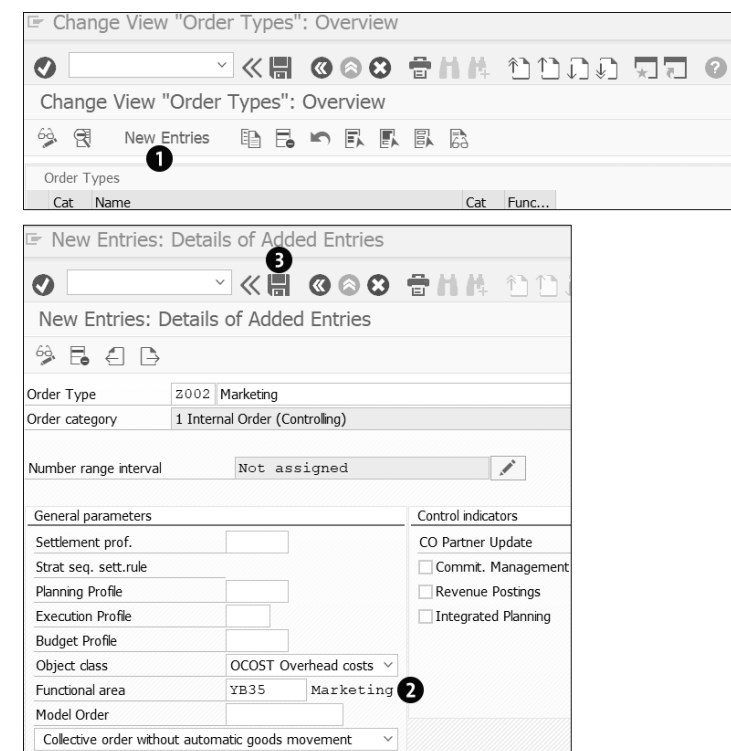 Change View "Order Types": Overview
Change View "Order Types": Overview
New Entries
1
Order Types
Cat Name Cat Func...
New Entries: Details of Added Entries
3
New Entries: Details of Added Entries
Order Type Z002 Marketing
Order category 1 Internal Order (Controlling)
Number range interval Not assigned
General parameters Control indicators
Settlement prof. CO Partner Update
Strat seq. sett.rule Commit. Management
Planning Profile Revenue Postings
Execution Profile Integrated Planning
Budget Profile
Object class OCOST Overhead costs
Functional area YB35 Marketing 2
Model Order
Collective order without automatic goods movement